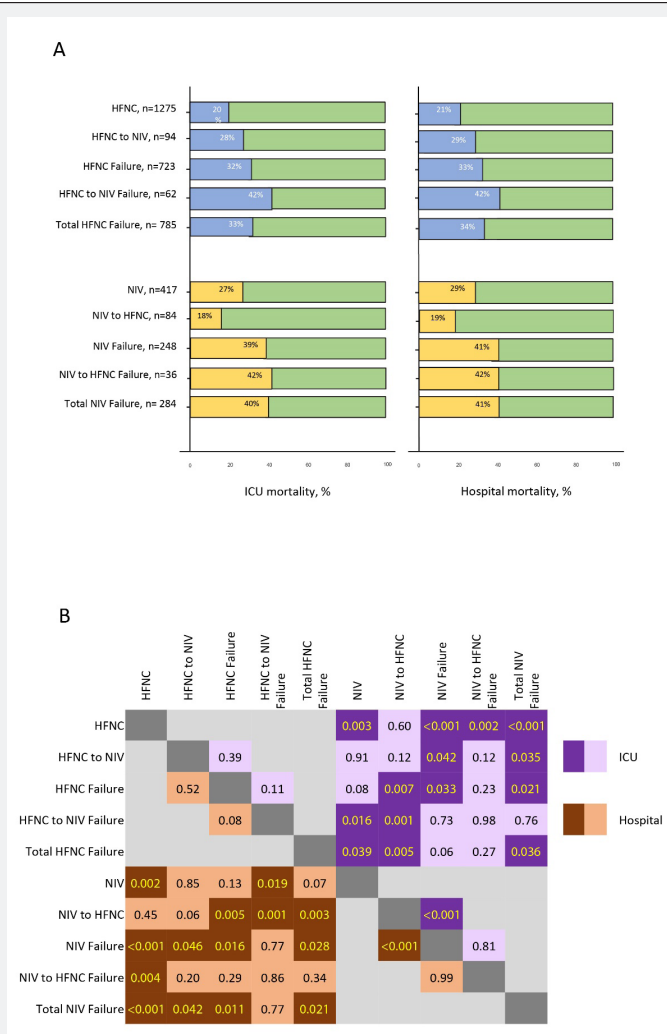 A
HFNC, n=1275 20 % 21%
HFNC to NIV, n=94 28% 29%
HFNC Failure, n=723 32% 33%
HFNC to NIV Failure, n=62 42% 42%
Total HFNC Failure, n= 785 33% 34%
NIV, n=417 27% 29%
NIV to HFNC, n=84 18% 19%
NIV Failure, n=248 39% 41%
NIV to HFNC Failure, n=36 42% 42%
Total NIV Failure, n= 284 40% 41%
0 20 40 60 80 100 0 20 40 60 80 100
ICU mortality, % Hospital mortality, %
B
HFNC
HFNC to NIV
HFNC Failure
HFNC to NIV
Failure
Total HFNC
Failure
NIV
NIV to HFNC
NIV Failure
NIV to HFNC
Failure
Total NIV
Failure
HFNC 0.003 0.60 <0.001 0.002 <0.001
HFNC to NIV 0.39 0.91 0.12 0.042 0.12 0.035
ICU
HFNC Failure 0.52 0.11 0.08 0.007 0.033 0.23 0.021
HFNC to NIV Failure 0.08 0.016 0.001 0.73 0.98 0.76
Hospital
Total HFNC Failure 0.039 0.005 0.06 0.27 0.036
NIV 0.002 0.85 0.13 0.019 0.07
NIV to HFNC 0.45 0.06 0.005 0.001 0.003 <0.001
NIV Failure <0.001 0.046 0.016 0.77 0.028 <0.001 0.81
NIV to HFNC Failure 0.004 0.20 0.29 0.86 0.34 0.99
Total NIV Failure <0.001 0.042 0.011 0.77 0.021